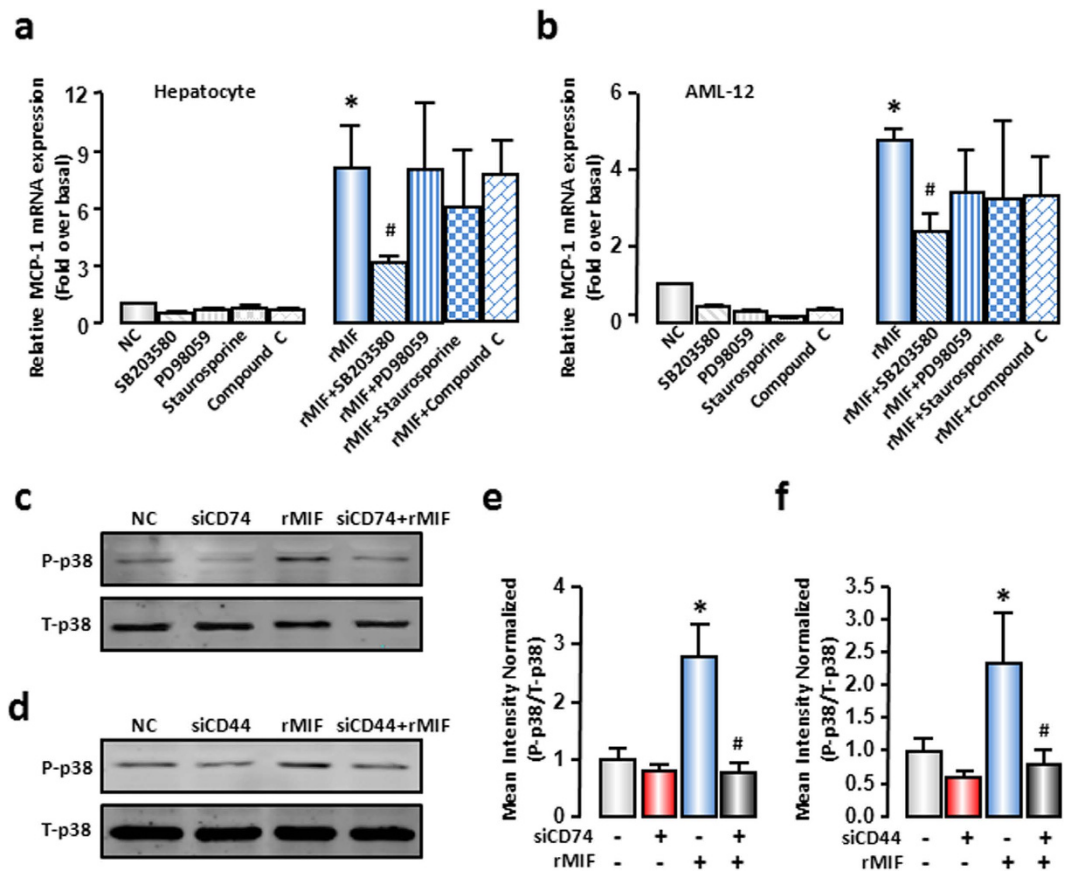 a
Relative MCP-1 mRNA expression
(Fold over basal)
Hepatocyte
12
9
6
3
0
*
#
NC
SB203580
PD98059
Staurosporine
Compound C
rMIF
rMIF+SB203580
rMIF+PD98059
rMIF+Staurosporine
rMIF+Compound C
b
Relative MCP-1 mRNA expression
(Fold over basal)
AML-12
6
4
2
0
*
#
NC
SB203580
PD98059
Staurosporine
Compound C
rMIF
rMIF+SB203580
rMIF+PD98059
rMIF+Staurosporine
rMIF+Compound C
c
NC siCD74 rMIF siCD74+rMIF
P-p38
T-p38
d
NC siCD44 rMIF siCD44+rMIF
P-p38
T-p38
e
Mean Intensity Normalized
(P-p38/T-p38)
4
3
2
1
0
*
#
siCD74 - + - +
rMIF - - + +
f
Mean Intensity Normalized
(P-p38/T-p38)
3.5
3.0
2.5
2.0
1.5
1.0
0.5
0.0
*
#
siCD44 - + - +
rMIF - - + +